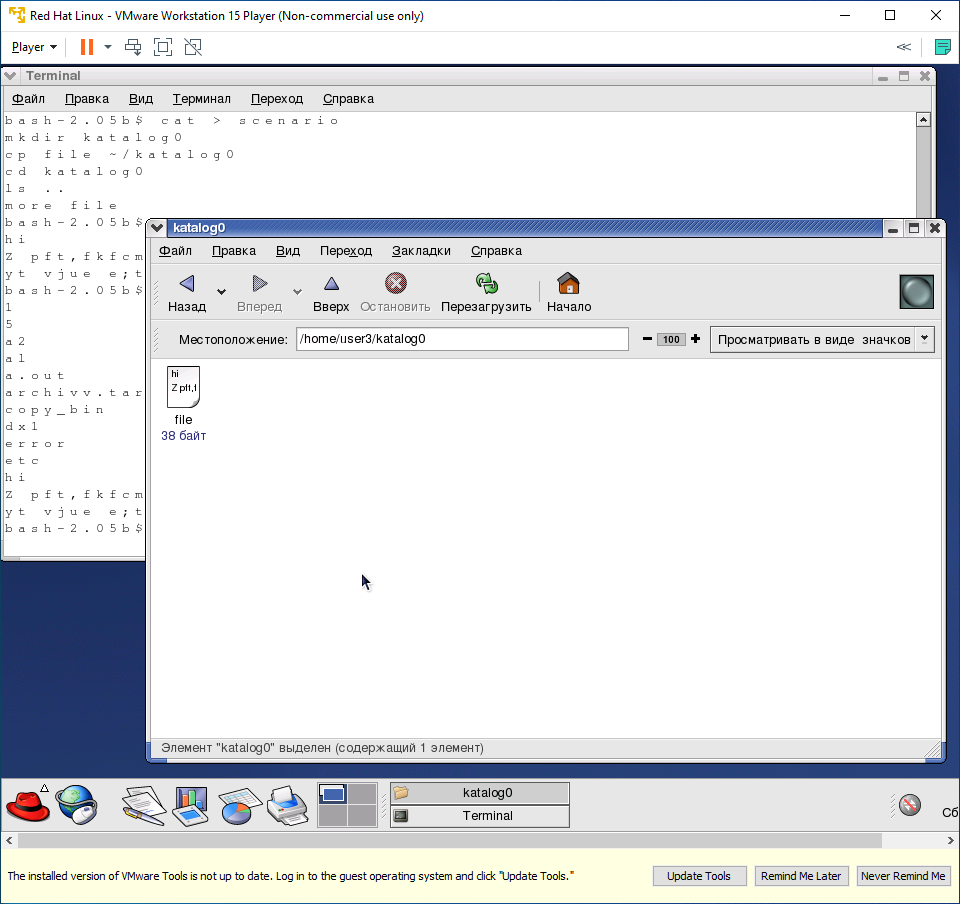 Red Hat Linux - VMware Workstation 15 Player (Non-commercial use only)
Player
Terminal
Файл Правка Вид Терминал Переход Справка
bash-2.05b$ cat > scenario
mkdir katalog0
cp file ~/katalog0
cd katalog0
ls ..
more file
bash-2.05b$
hi
Z pft,fkfcm
yt vjue e;t
bash-2.05b$
1
5
a2
a1
a.out
archivv.tar
copy_bin
dx1
error
etc
hi
Z pft,fkfcm
yt vjue e;t
bash-2.05b$
katalog0
Файл Правка Вид Переход Закладки Справка
Назад Вперед Вверх Остановить Перезагрузить Начало
Местоположение: /home/user3/katalog0 100 Просматривать в виде значков
hi
Z pft,f
file
38 байт
Элемент "katalog0" выделен (содержащий 1 элемент)
katalog0
Terminal
Сб
The installed version of VMware Tools is not up to date. Log in to the guest operating system and click "Update Tools."
Update Tools Remind Me Later Never Remind Me